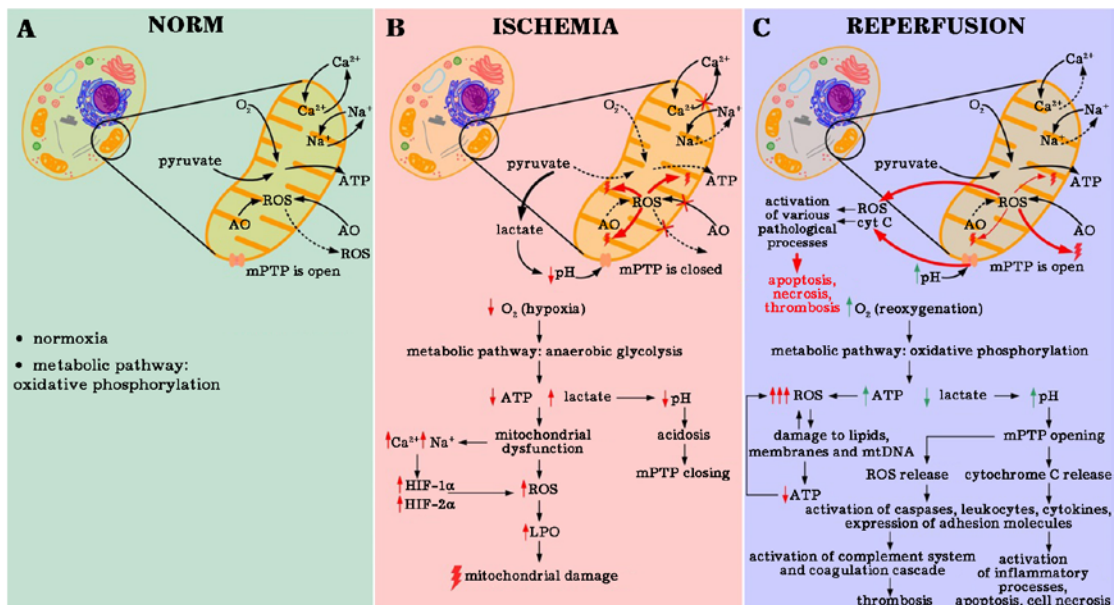 A
NORM
Ca²⁺
O₂
Ca²⁺
Na⁺
Na⁺
pyruvate
ATP
ROS
AO
AO
ROS
mPTP is open
• normoxia
• metabolic pathway:
oxidative phosphorylation
B
ISCHEMIA
Ca²⁺
O₂
Ca²⁺
Na⁺
Na⁺
pyruvate
ATP
ROS
lactate
AO
AO
↓pH
mPTP is closed
↓ O₂ (hypoxia)
metabolic pathway: anaerobic glycolysis
↓ ATP ↑ lactate → ↓pH
↑Ca²⁺↑ Na⁺ ← mitochondrial
dysfunction
acidosis
mPTP closing
↑HIF-1α
↑HIF-2α
↑ROS
↑LPO
mitochondrial damage
C
REPERFUSION
Ca²⁺
O₂
Ca²⁺
Na⁺
Na⁺
pyruvate
ATP
activation
of various
pathological
processes
ROS
cyt C
ROS
AO
AO
↑pH
mPTP is open
apoptosis,
necrosis,
thrombosis
↑ O₂ (reoxygenation)
metabolic pathway: oxidative phosphorylation
↑↑↑ ROS ← ↑ ATP ↓ lactate → ↑ pH
damage to lipids,
membranes and mtDNA
mPTP opening
ROS release
cytochrome C release
↓ATP
activation of caspases, leukocytes, cytokines,
expression of adhesion molecules
activation of complement system
and coagulation cascade
thrombosis
activation
of inflammatory
processes,
apoptosis, cell necrosis